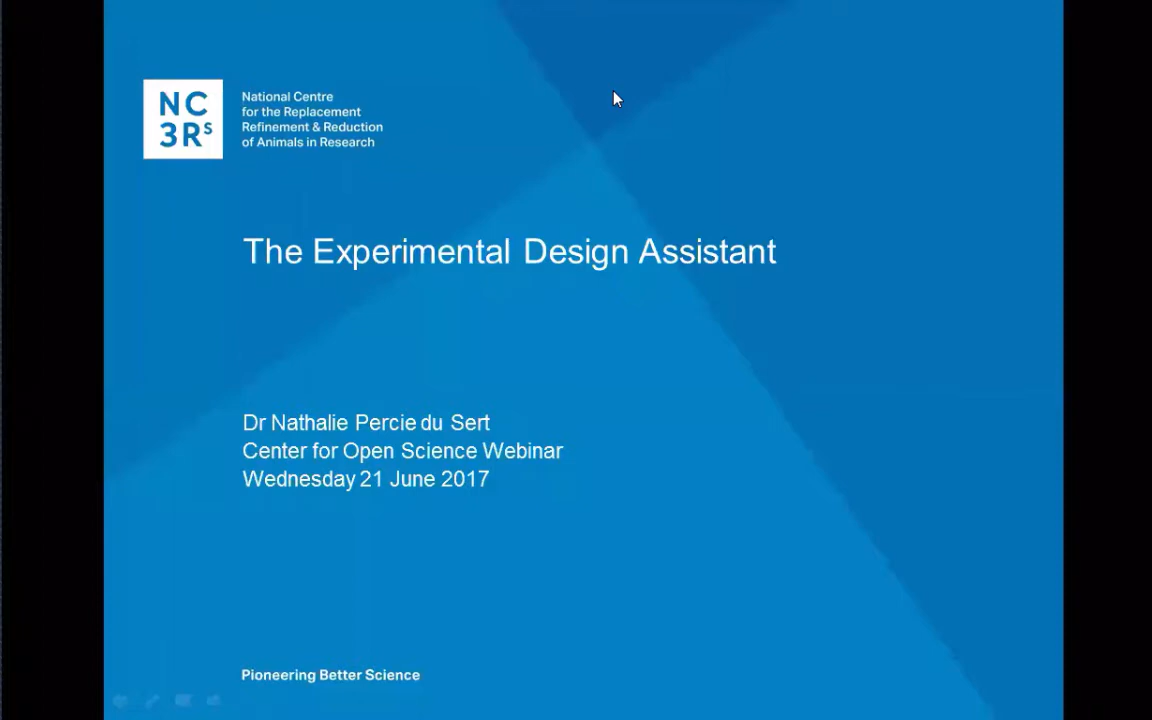 NC
3Rs
National Centre
for the Replacement
Refinement & Reduction
of Animals in Research
The Experimental Design Assistant
Dr Nathalie Percie du Sert
Center for Open Science Webinar
Wednesday 21 June 2017
Pioneering Better Science